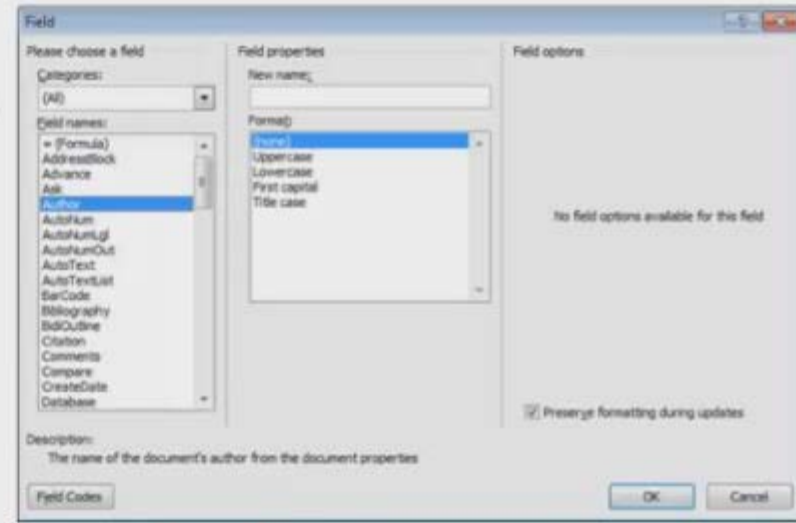 Field
Please choose a field
Categories:
(All)
Field names:
= (Formula)
AddressBlock
Advance
Ask
Author
AutoNum
AutoNumLgl
AutoNumOut
AutoText
AutoTextList
BarCode
Bibliography
BidiOutline
Citation
Comments
Compare
CreateDate
Database
Field properties
New name:
Format:
(none)
Uppercase
Lowercase
First capital
Title case
Field options
No field options available for this field
Preserve formatting during updates
Description:
The name of the document's author from the document properties
Field Codes
OK
Cancel